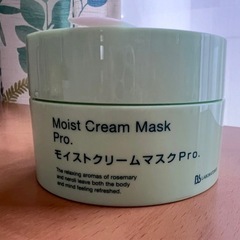 Moist Cream Mask
Pro.
モイストクリームマスクPro.
The relaxing aromas of rosemary
and neroli leave both the body
and mind feeling refreshed.